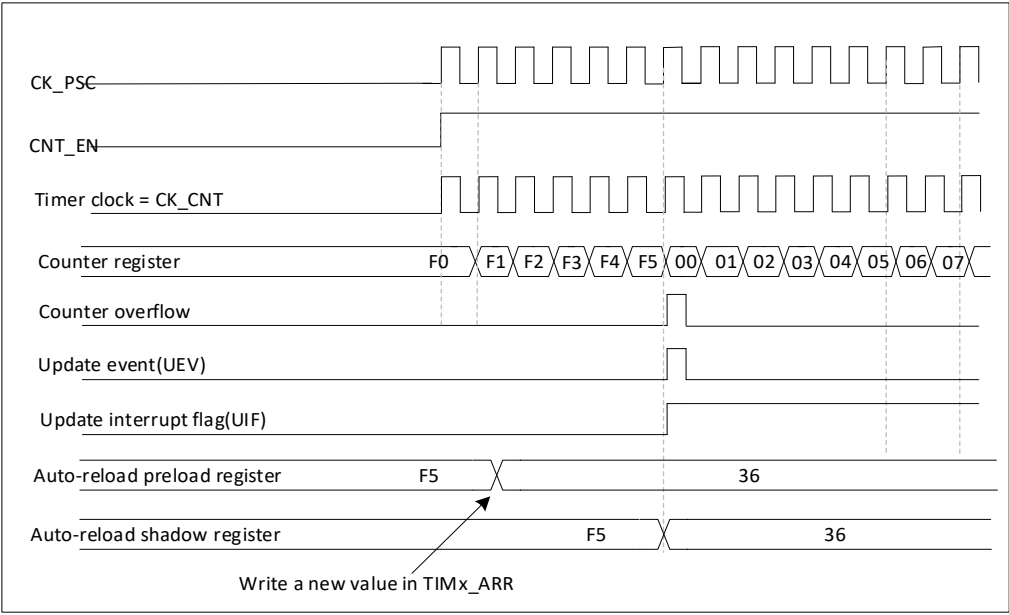 CK_PSC
CNT_EN
Timer clock = CK_CNT
Counter register F0 F1 F2 F3 F4 F5 00 01 02 03 04 05 06 07
Counter overflow
Update event(UEV)
Update interrupt flag(UIF)
Auto-reload preload register F5 36
Auto-reload shadow register F5 36
Write a new value in TIMx_ARR